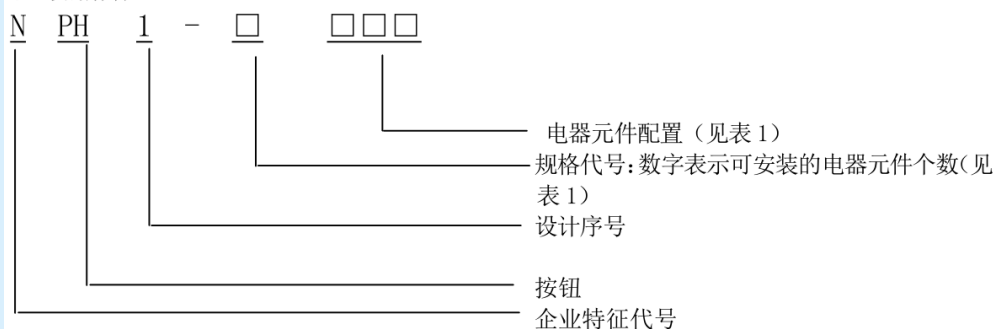 N PH 1 - □ □□□
电器元件配置（见表1）
规格代号:数字表示可安装的电器元件个数(见
表1)
设计序号
按钮
企业特征代号